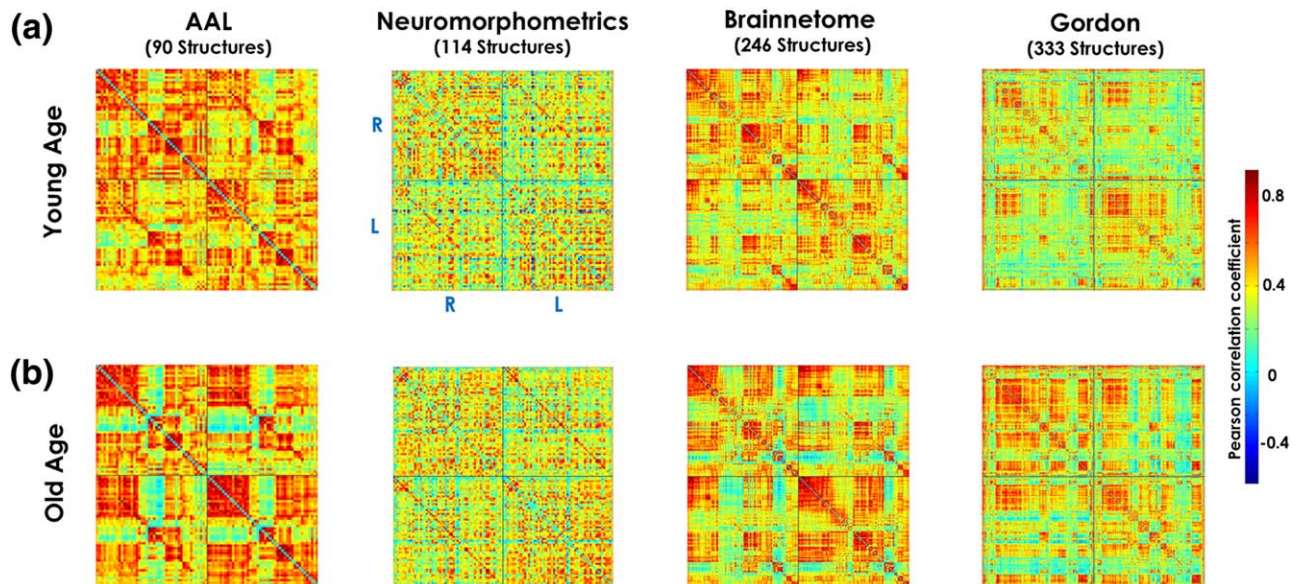 (a)
AAL
(90 Structures)
Neuromorphometrics
(114 Structures)
Brainnetome
(246 Structures)
Gordon
(333 Structures)
Young Age
R
L
R
L
(b)
Old Age
0.8
0.4
0
-0.4
Pearson correlation coefficient